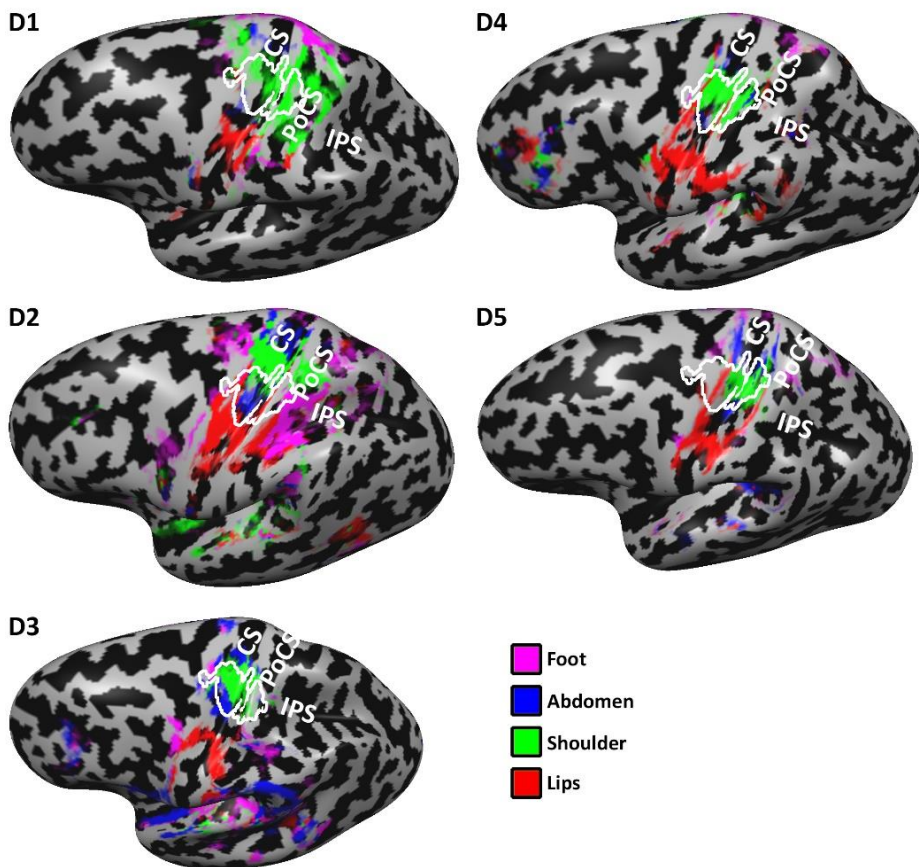 D1
CS
PoCS
IPS
D4
CS
PoCS
IPS
D2
CS
PoCS
IPS
D5
CS
PoCS
IPS
D3
CS
PoCS
IPS
Foot
Abdomen
Shoulder
Lips